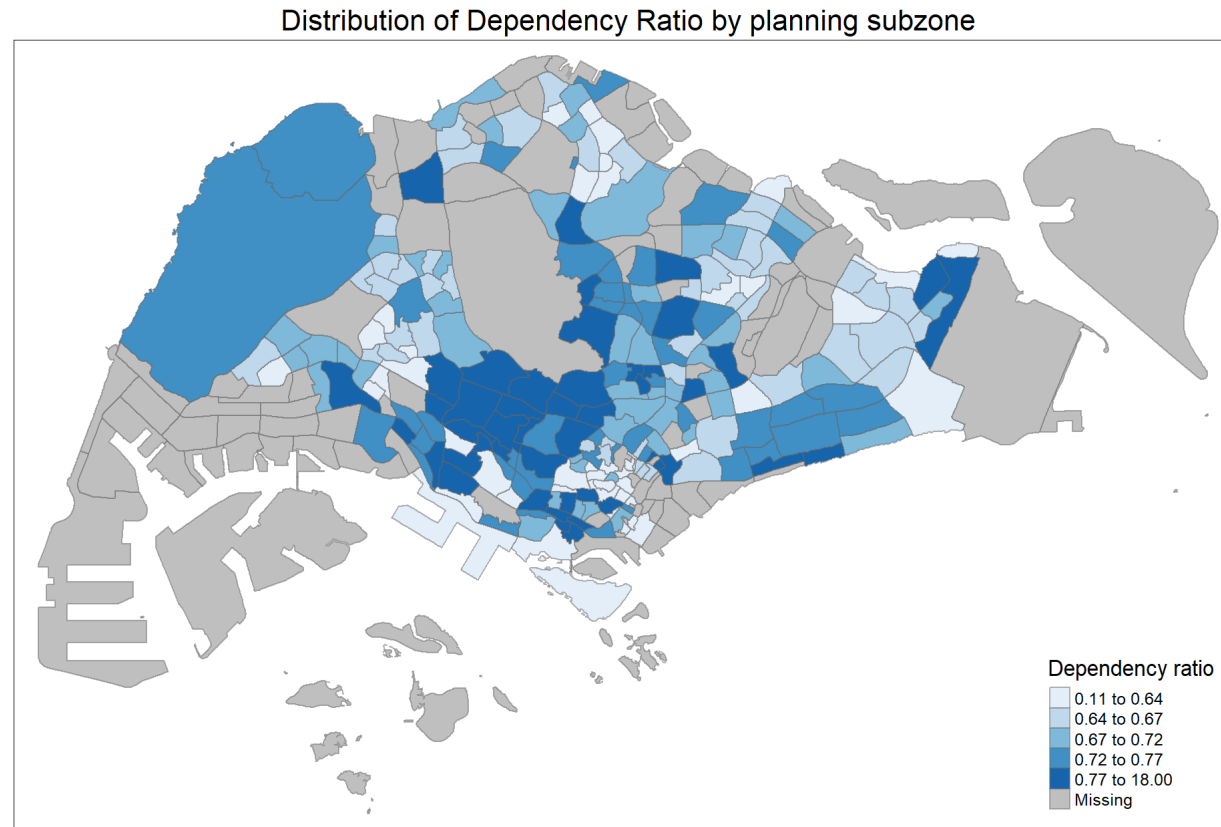 Distribution of Dependency Ratio by planning subzone
Dependency ratio
0.11 to 0.64
0.64 to 0.67
0.67 to 0.72
0.72 to 0.77
0.77 to 18.00
Missing